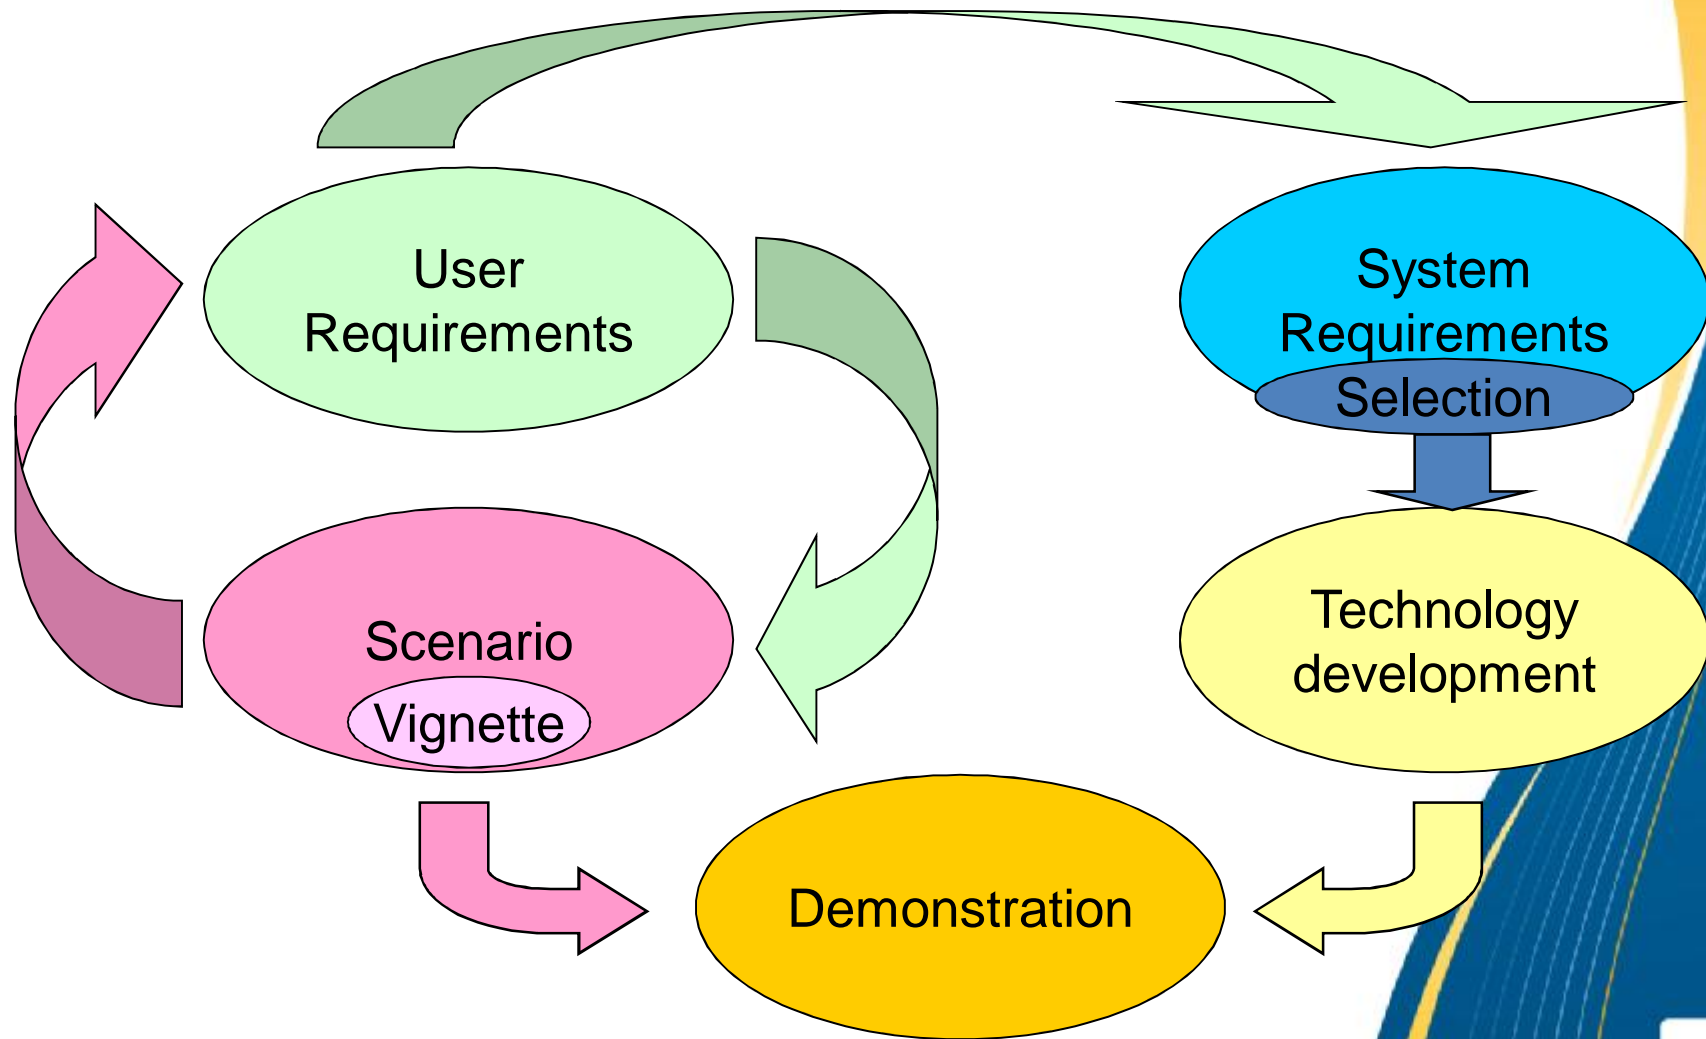 User
Requirements
System
Requirements
Selection
Scenario
Vignette
Technology
development
Demonstration